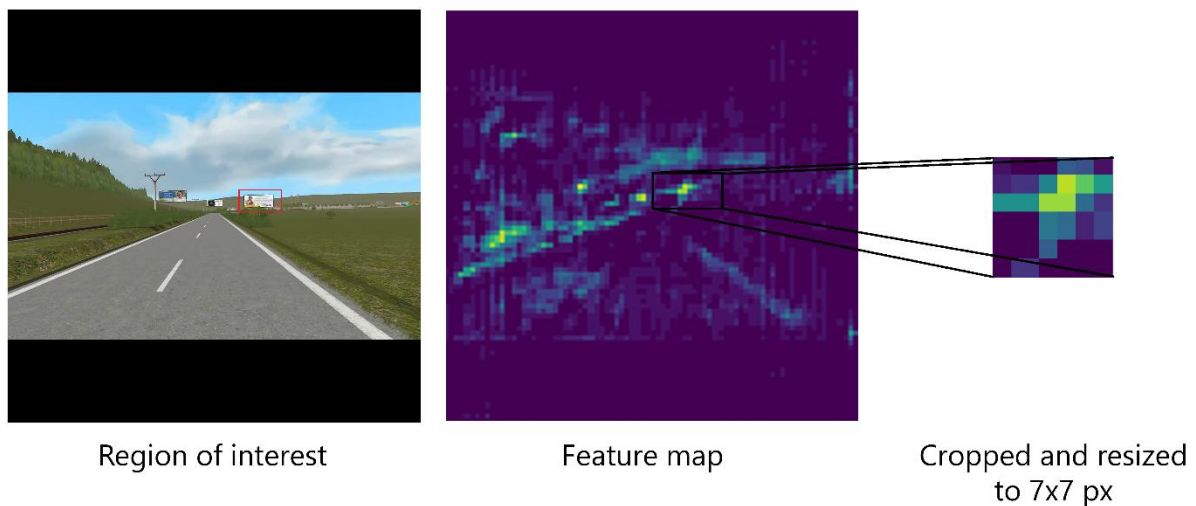 Region of interest
Feature map
Cropped and resized
to 7x7 px